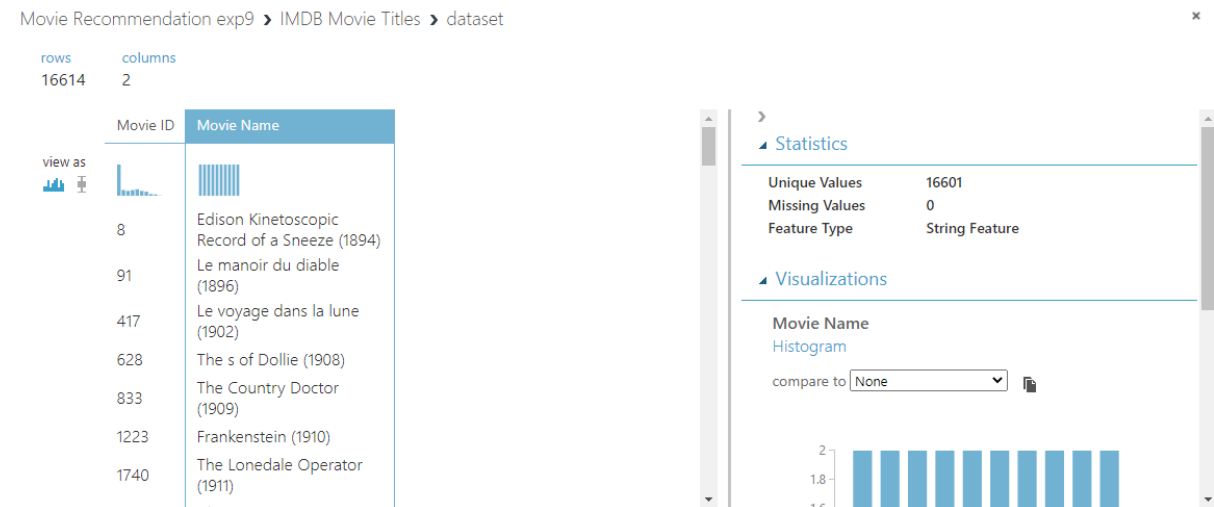 Movie Recommendation exp9 > IMDB Movie Titles > dataset
rows columns
16614 2
Movie ID Movie Name
view as
8 Edison Kinetoscopic
Record of a Sneeze (1894)
91 Le manoir du diable
(1896)
417 Le voyage dans la lune
(1902)
628 The s of Dollie (1908)
833 The Country Doctor
(1909)
1223 Frankenstein (1910)
1740 The Lonedale Operator
(1911)
Statistics
Unique Values 16601
Missing Values 0
Feature Type String Feature
Visualizations
Movie Name
Histogram
compare to None
2
1.8